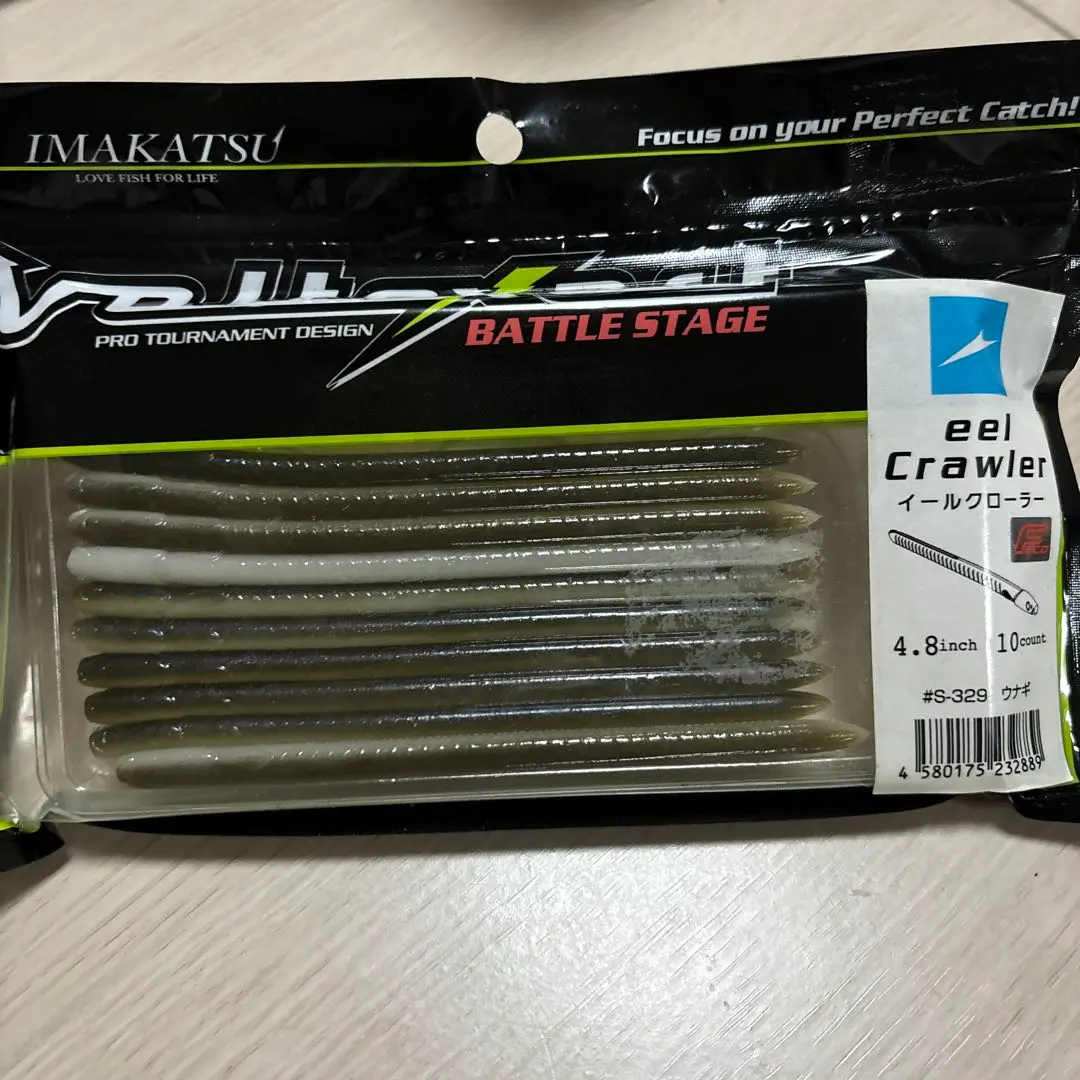 IMAKATSU
LOVE FISH FOR LIFE
Focus on your Perfect Catch!
PRO TOURNAMENT DESIGN
BATTLE STAGE
eel
Crawler
イールクローラー
4.8inch 10count
#S-329 ウナギ
4 580175 232889